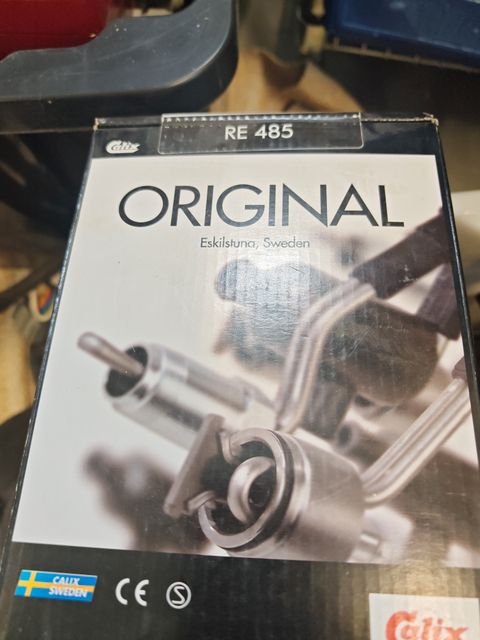 Calix
RE 485
ORIGINAL
Eskilstuna, Sweden
CALIX
SWEDEN
CE
S
Calix